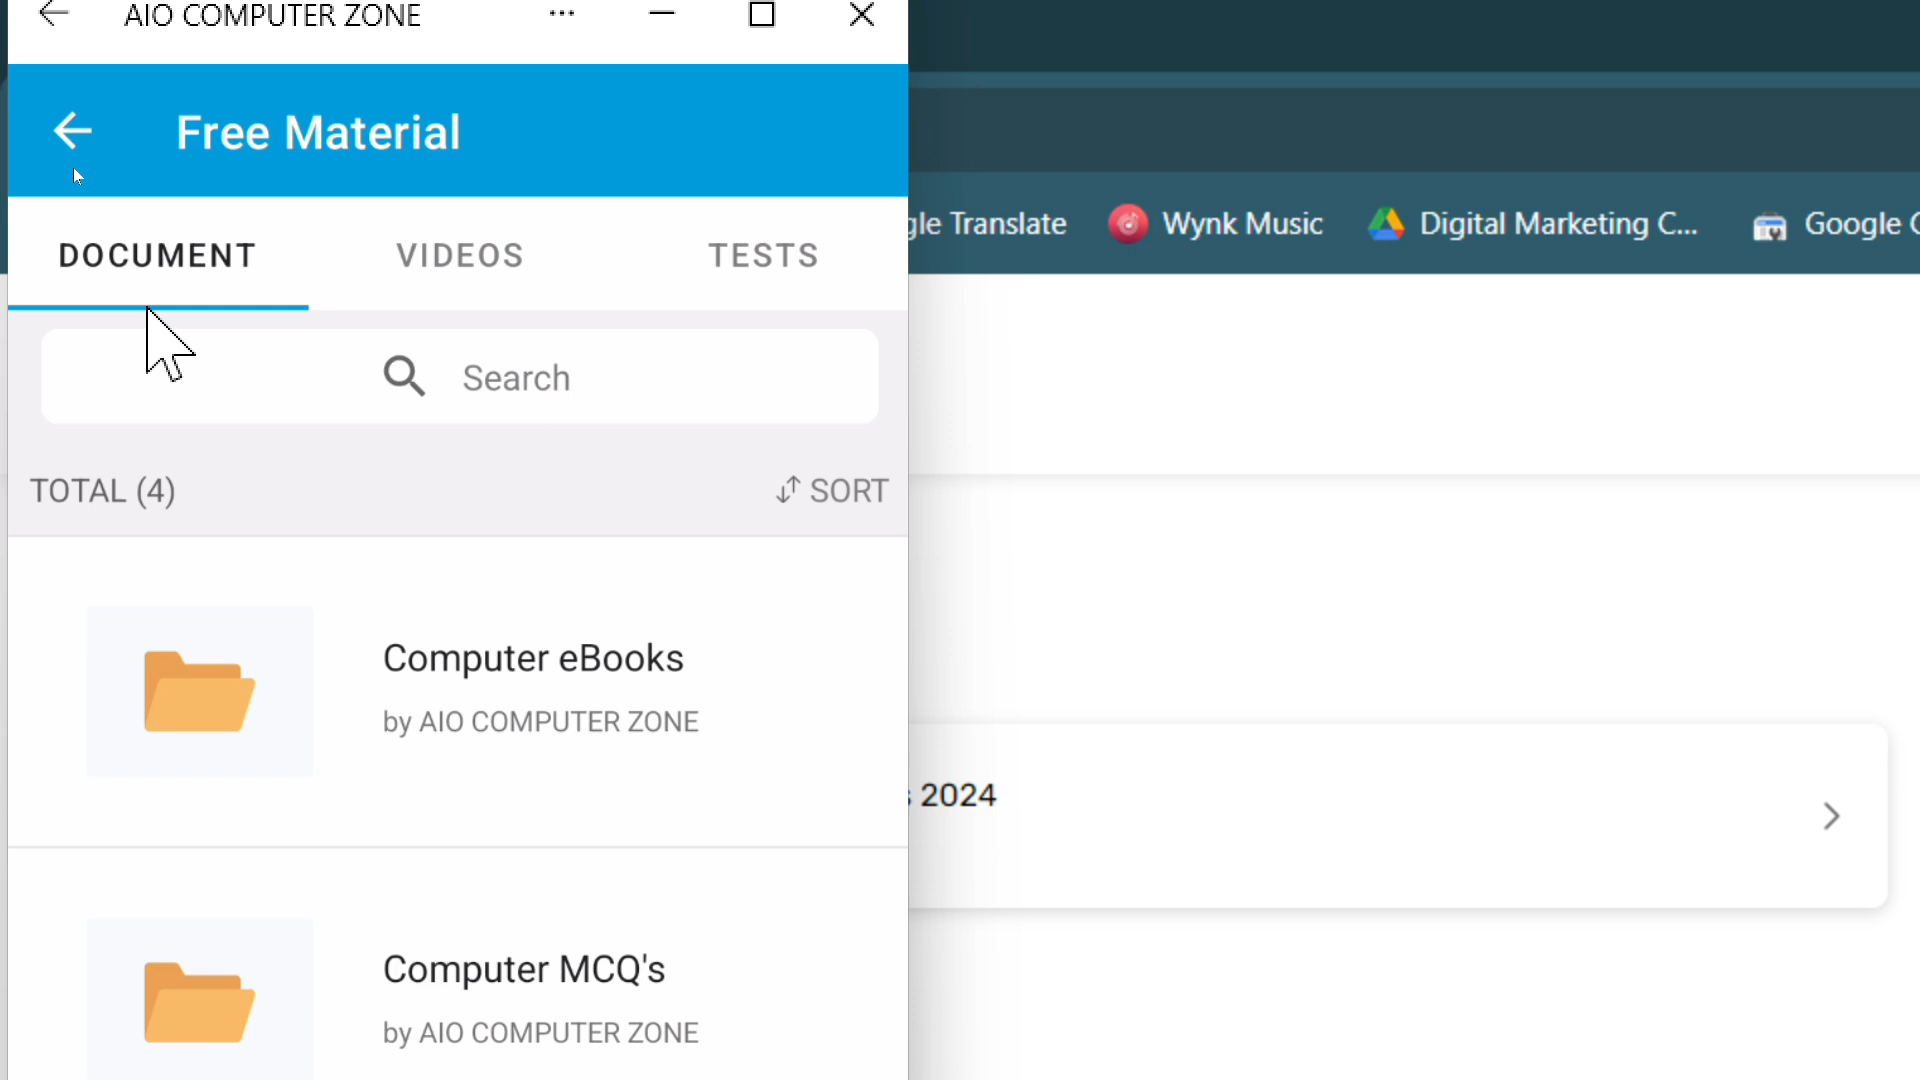 AIO COMPUTER ZONE
Free Material
DOCUMENT VIDEOS TESTS
Search
TOTAL (4) SORT
Computer eBooks
by AIO COMPUTER ZONE
Computer MCQ's
by AIO COMPUTER ZONE
Translate Wynk Music Digital Marketing C... Google
2024